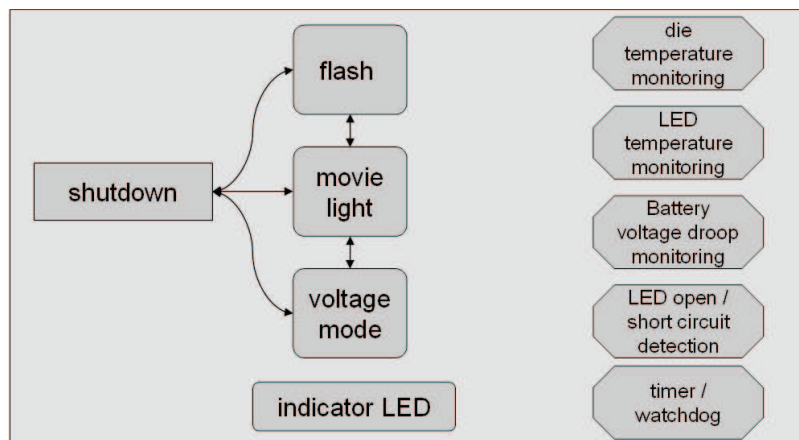 flash
shutdown
movie
light
voltage
mode
indicator LED
die
temperature
monitoring
LED
temperature
monitoring
Battery
voltage droop
monitoring
LED open /
short circuit
detection
timer /
watchdog